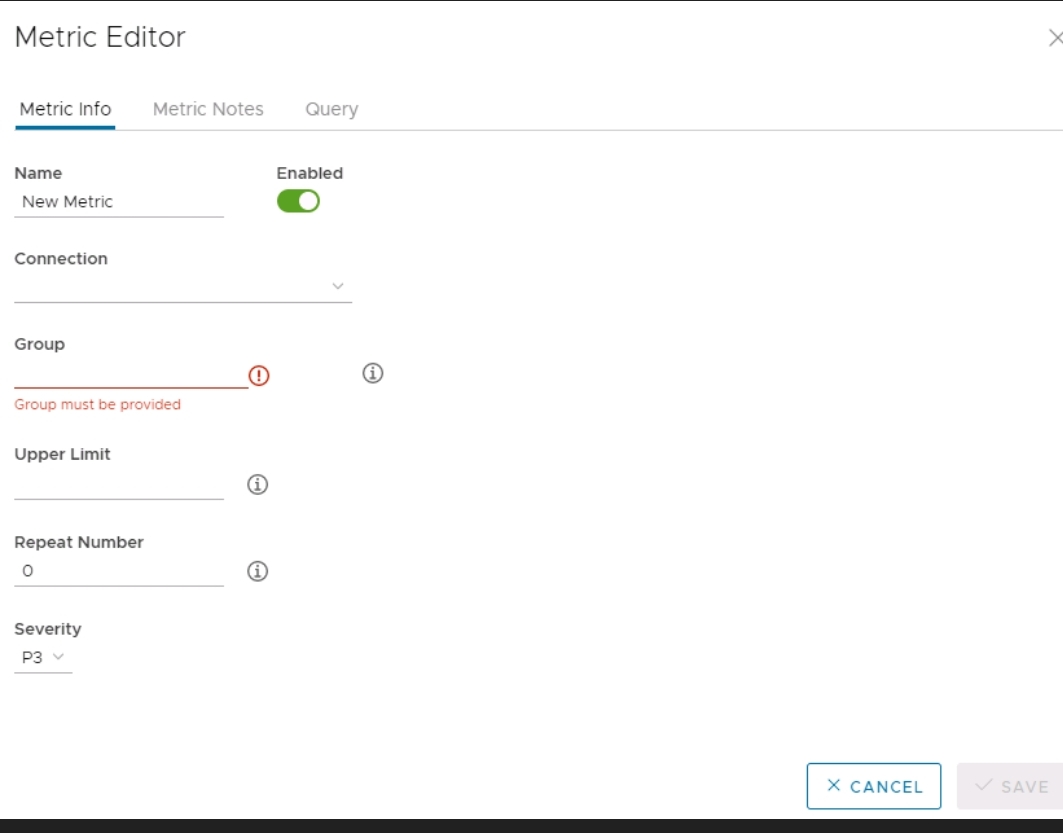 Metric Editor
Metric Info Metric Notes Query
Name Enabled
New Metric
Connection
Group
Group must be provided
Upper Limit
Repeat Number
0
Severity
P3
CANCEL SAVE